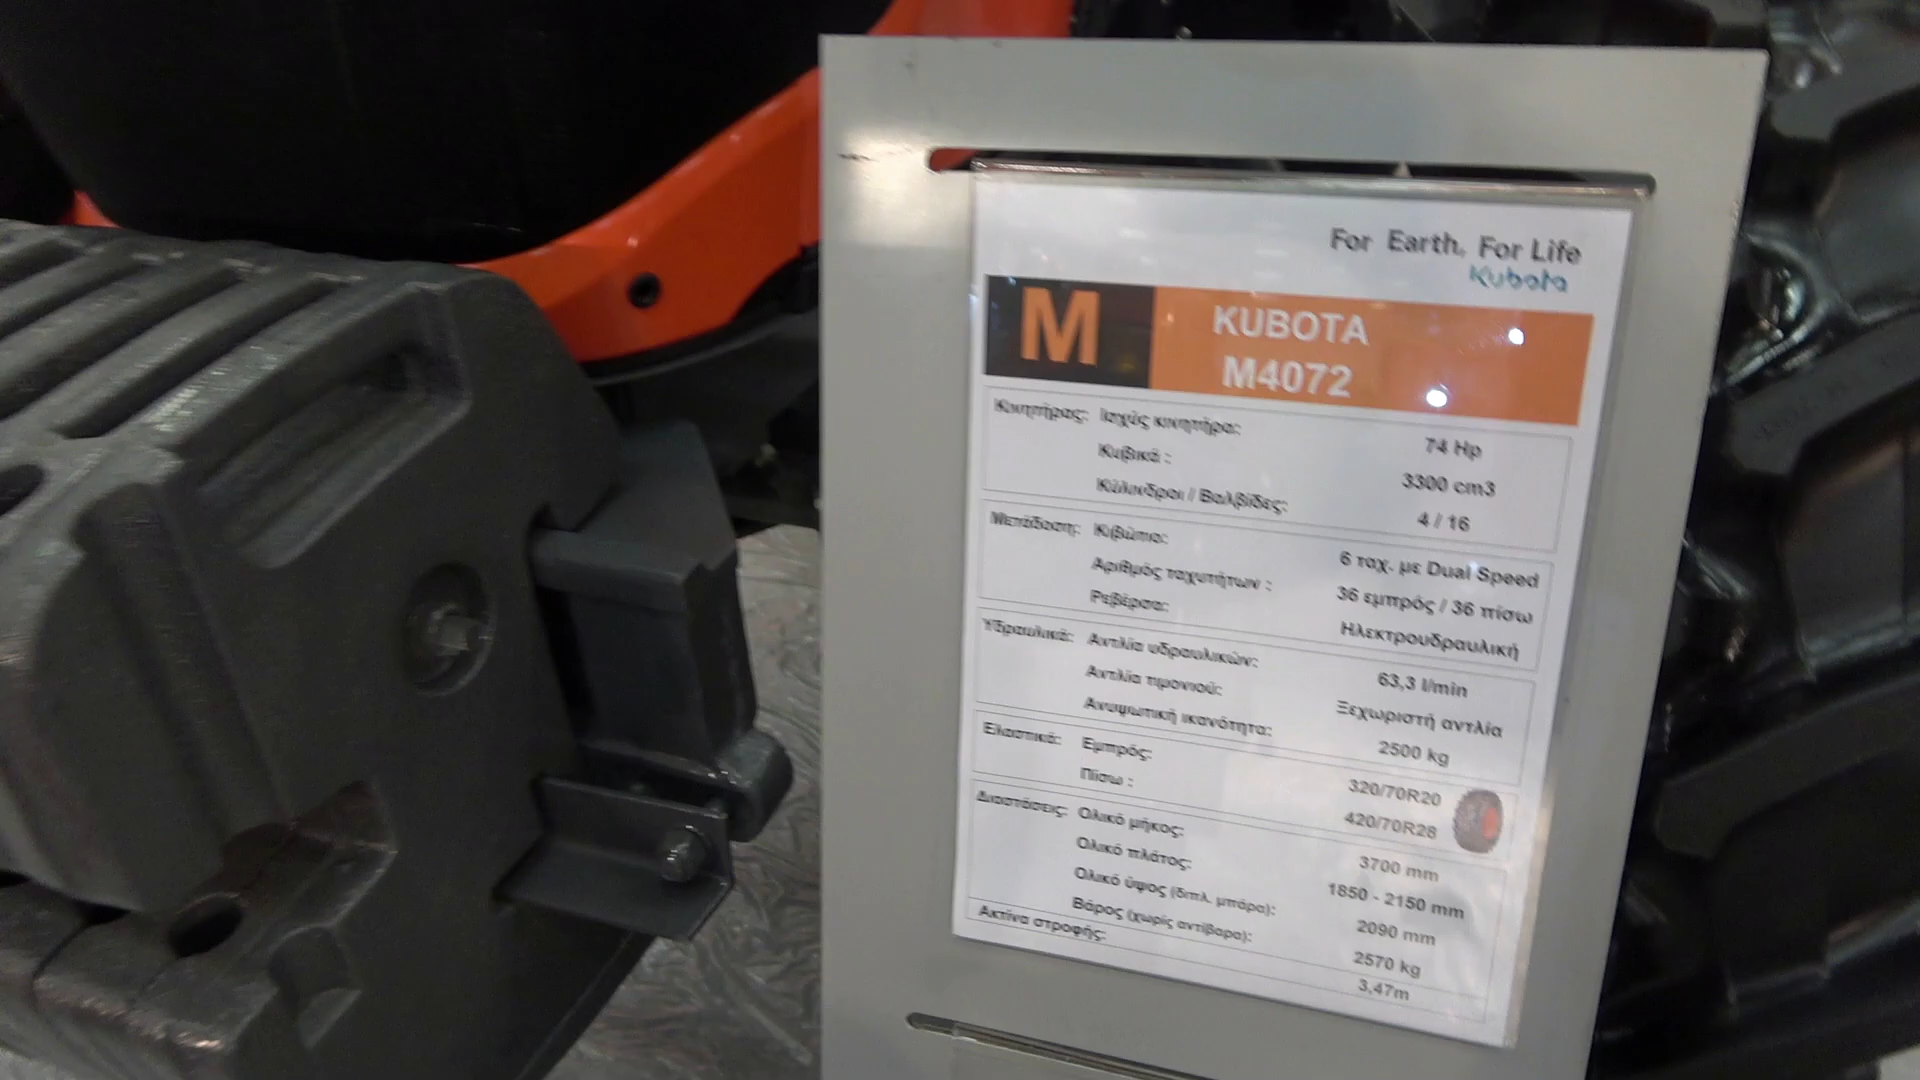 For Earth, For Life
Kubota
M KUBOTA
M4072
Κινητήρας: Ισχύς κινητήρα: 74 Hp
Κυβικά : 3300 cm3
Κύλινδροι / Βαλβίδες: 4 / 16
Μετάδοση: Κιβώτιο: 6 ταχ. με Dual Speed
Αριθμός ταχυτήτων : 36 εμπρός / 36 πίσω
Ρεβέρσα: Ηλεκτρουδραυλική
Υδραυλικά: Αντλία υδραυλικών: 63,3 l/min
Αντλία τιμονιού: Ξεχωριστή αντλία
Ανυψωτική ικανότητα: 2500 kg
Ελαστικά: Εμπρός: 320/70R20
Πίσω : 420/70R28
Διαστάσεις: Ολικό μήκος: 3700 mm
Ολικό πλάτος: 1850 - 2150 mm
Ολικό ύψος (διπλ. μπάρα): 2090 mm
Βάρος (χωρίς αντίβαρα): 2570 kg
Ακτίνα στροφής: 3,47m